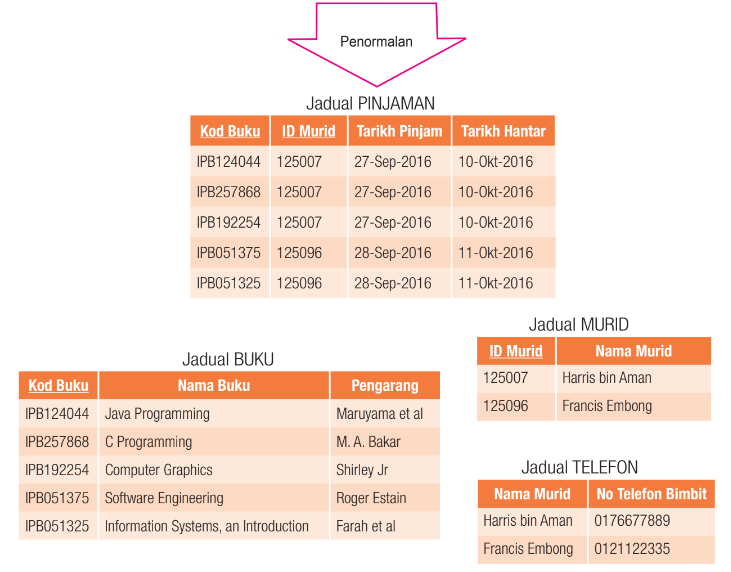 Penormalan
Jadual PINJAMAN
Kod Buku ID Murid Tarikh Pinjam Tarikh Hantar
IPB124044 125007 27-Sep-2016 10-Okt-2016
IPB257868 125007 27-Sep-2016 10-Okt-2016
IPB192254 125007 27-Sep-2016 10-Okt-2016
IPB051375 125096 28-Sep-2016 11-Okt-2016
IPB051325 125096 28-Sep-2016 11-Okt-2016
Jadual BUKU
Kod Buku Nama Buku Pengarang
IPB124044 Java Programming Maruyama et al
IPB257868 C Programming M. A. Bakar
IPB192254 Computer Graphics Shirley Jr
IPB051375 Software Engineering Roger Estain
IPB051325 Information Systems, an Introduction Farah et al
Jadual MURID
ID Murid Nama Murid
125007 Harris bin Aman
125096 Francis Embong
Jadual TELEFON
Nama Murid No Telefon Bimbit
Harris bin Aman 0176677889
Francis Embong 0121122335